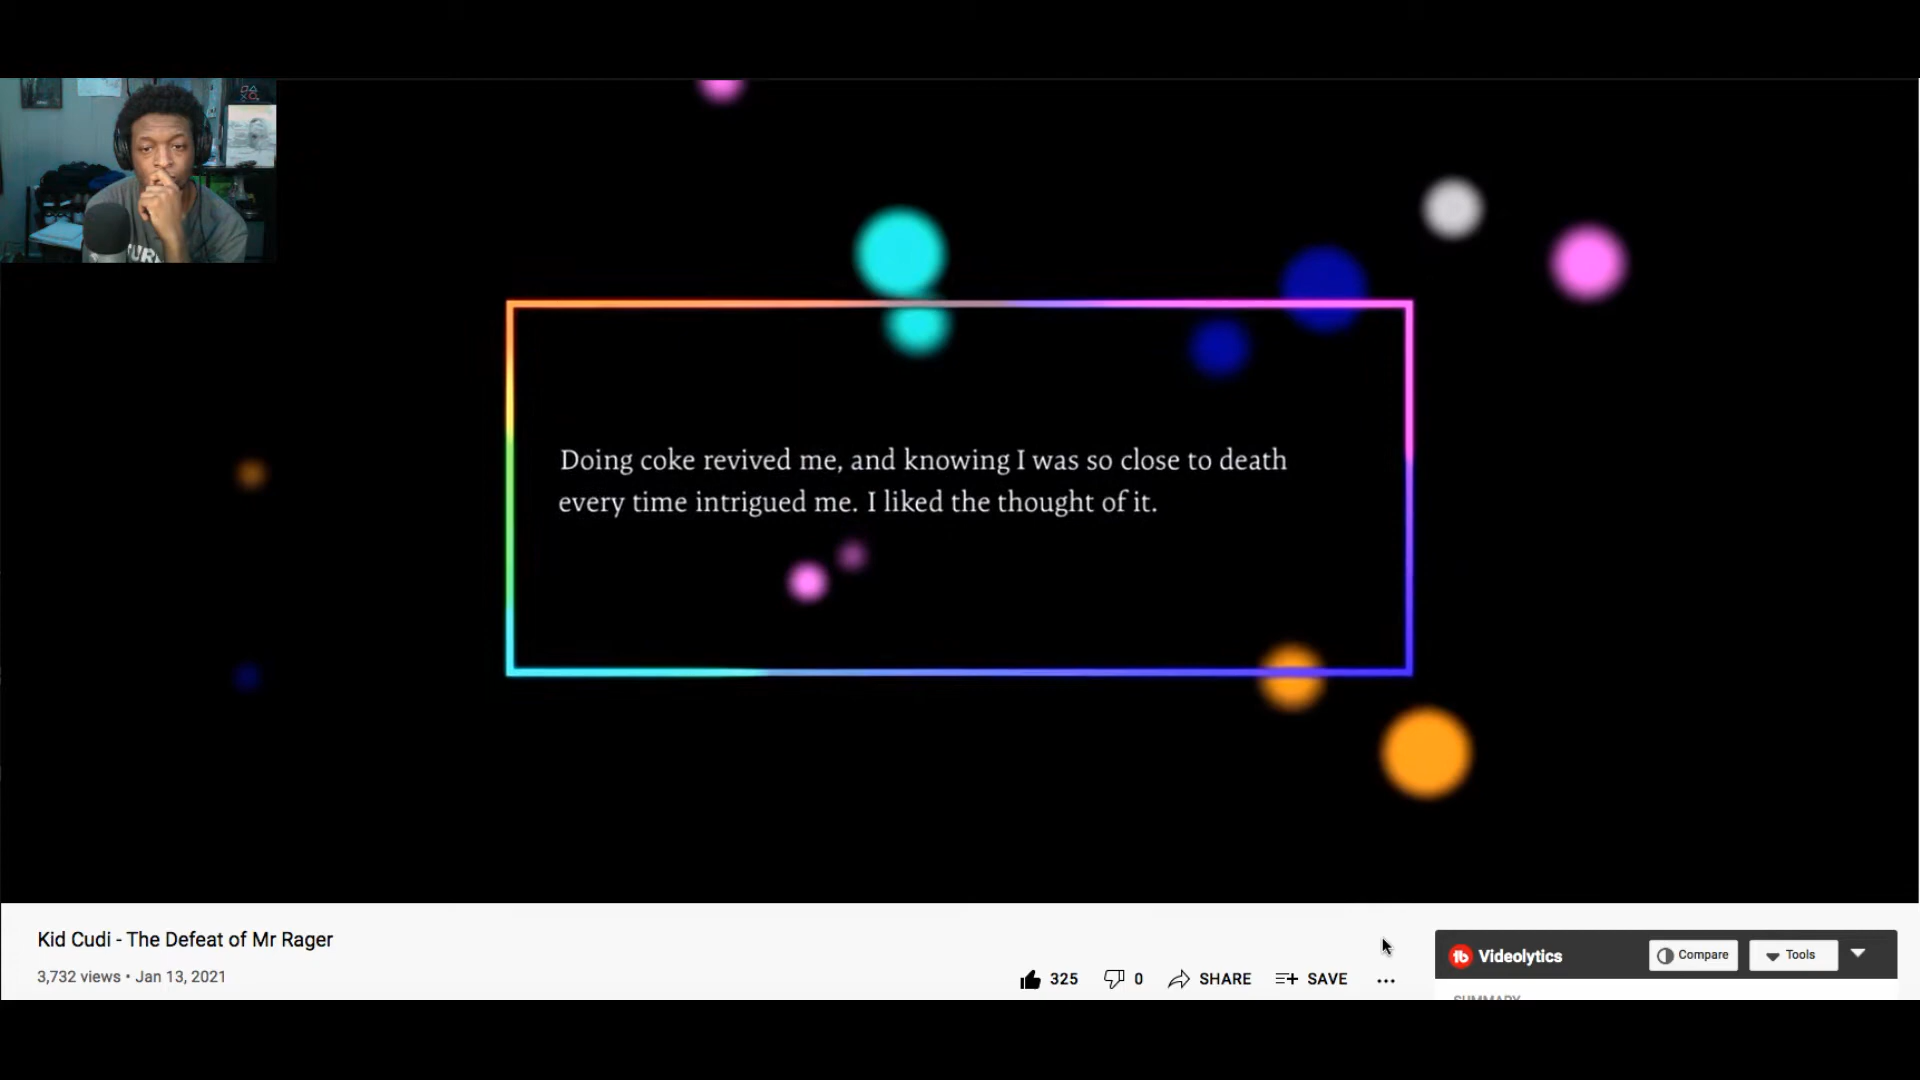 Doing coke revived me, and knowing I was so close to death
every time intrigued me. I liked the thought of it.
Kid Cudi - The Defeat of Mr Rager
3,732 views • Jan 13, 2021
325
0
SHARE
SAVE
Videolytics
Compare
Tools
SUMMARY